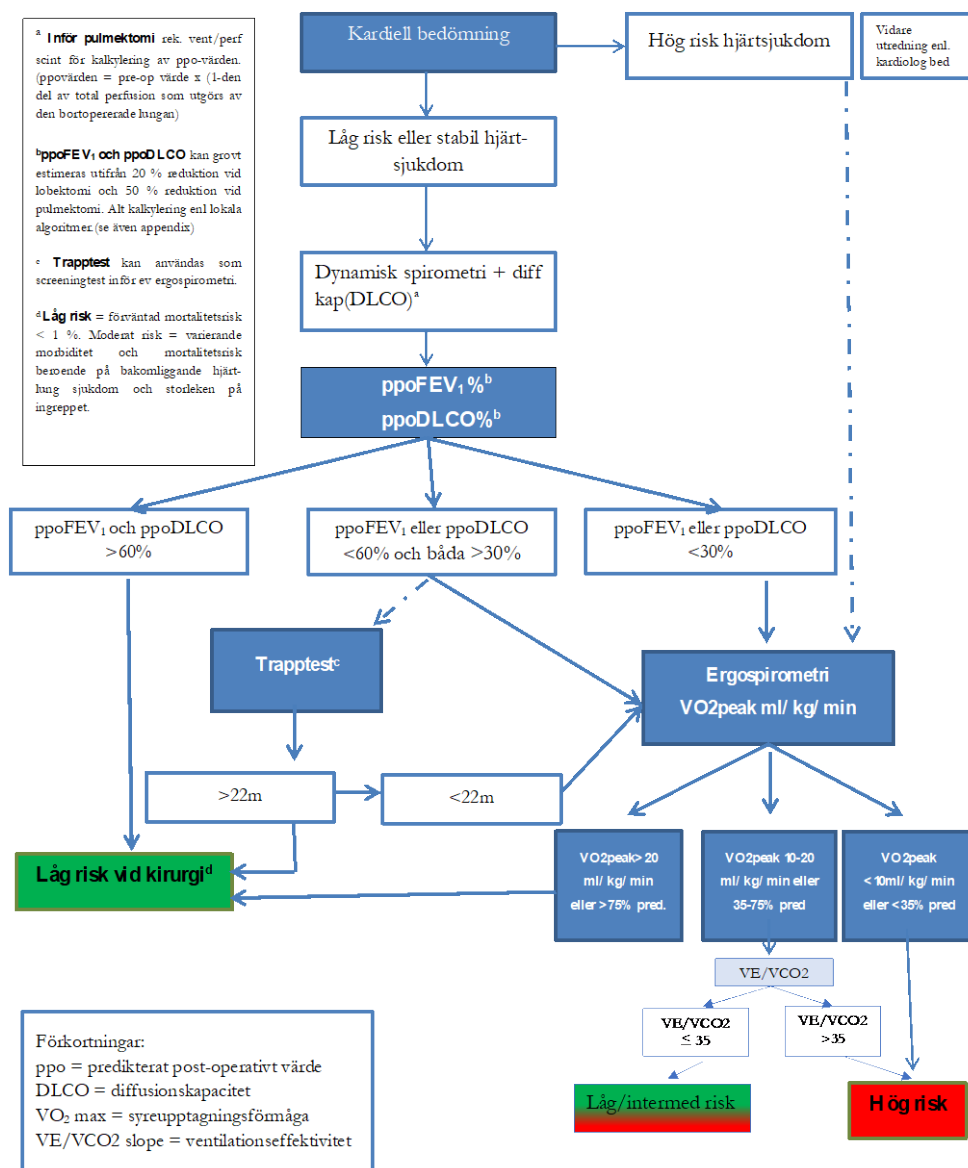 ᵃ Inför pulmektomi rek. vent/perf
scint för kalkylering av ppo-värden.
(ppovärden = pre-op värde x (1-den
del av total perfusion som utgörs av
den bortopererade lungan)
ᵇppoFEV₁ och ppoDLCO kan grovt
estimeras utifrån 20 % reduktion vid
lobektomi och 50 % reduktion vid
pulmektomi. Alt kalkylering enl lokala
algoritmer.(se även appendix)
ᶜ Trapptest kan användas som
screeningtest inför ev ergospirometri.
ᵈ Låg risk = förväntad mortalitetsrisk
< 1 %. Moderat risk = varierande
morbiditet och mortalitetsrisk
beroende på bakomliggande hjärt-
lung sjukdom och storleken på
ingreppet.
Kardiell bedömning
Hög risk hjärtsjukdom
Vidare
utredning enl.
kardiolog bed
Låg risk eller stabil hjärt-
sjukdom
Dynamisk spirometri + diff
kap(DLCO)ᵃ
ppoFEV₁%ᵇ
ppoDLCO%ᵇ
ppoFEV₁ och ppoDLCO
>60%
ppoFEV₁ eller ppoDLCO
<60% och båda >30%
ppoFEV₁ eller ppoDLCO
<30%
Trapptestᶜ
Ergospirometri
VO2peak ml/ kg/ min
>22m
<22m
Låg risk vid kirurgiᵈ
VO2peak> 20
ml/ kg/ min
eller >75% pred.
VO2peak 10-20
ml/ kg/ min eller
35-75% pred
VO2peak
<10ml/ kg/ min
eller <35% pred
VE/VCO2
VE/VCO2
≤ 35
VE/VCO2
>35
Låg/intermed risk
Hög risk
Förkortningar:
ppo = predikterat post-operativt värde
DLCO = diffusionskapacitet
VO₂ max = syreupptagningsförmåga
VE/VCO2 slope = ventilationseffektivitet